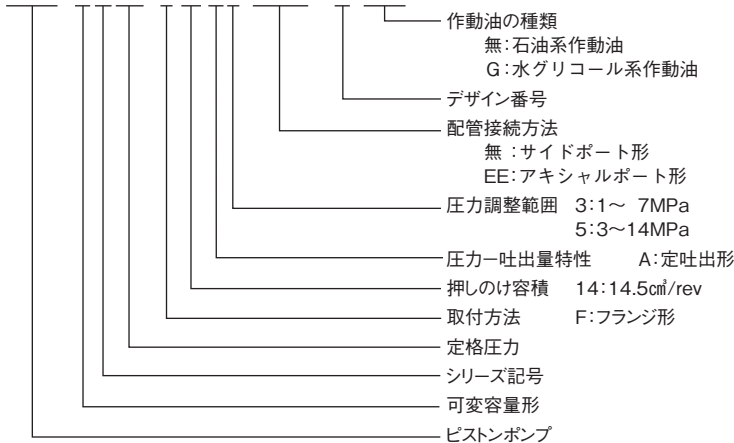 作動油の種類
無:石油系作動油
G:水グリコール系作動油
デザイン番号
配管接続方法
無 :サイドポート形
EE:アキシャルポート形
圧力調整範囲 3:1〜 7MPa
5:3〜14MPa
圧力ー吐出量特性 A:定吐出形
押しのけ容積 14:14.5㎤/rev
取付方法 F:フランジ形
定格圧力
シリーズ記号
可変容量形
ピストンポンプ